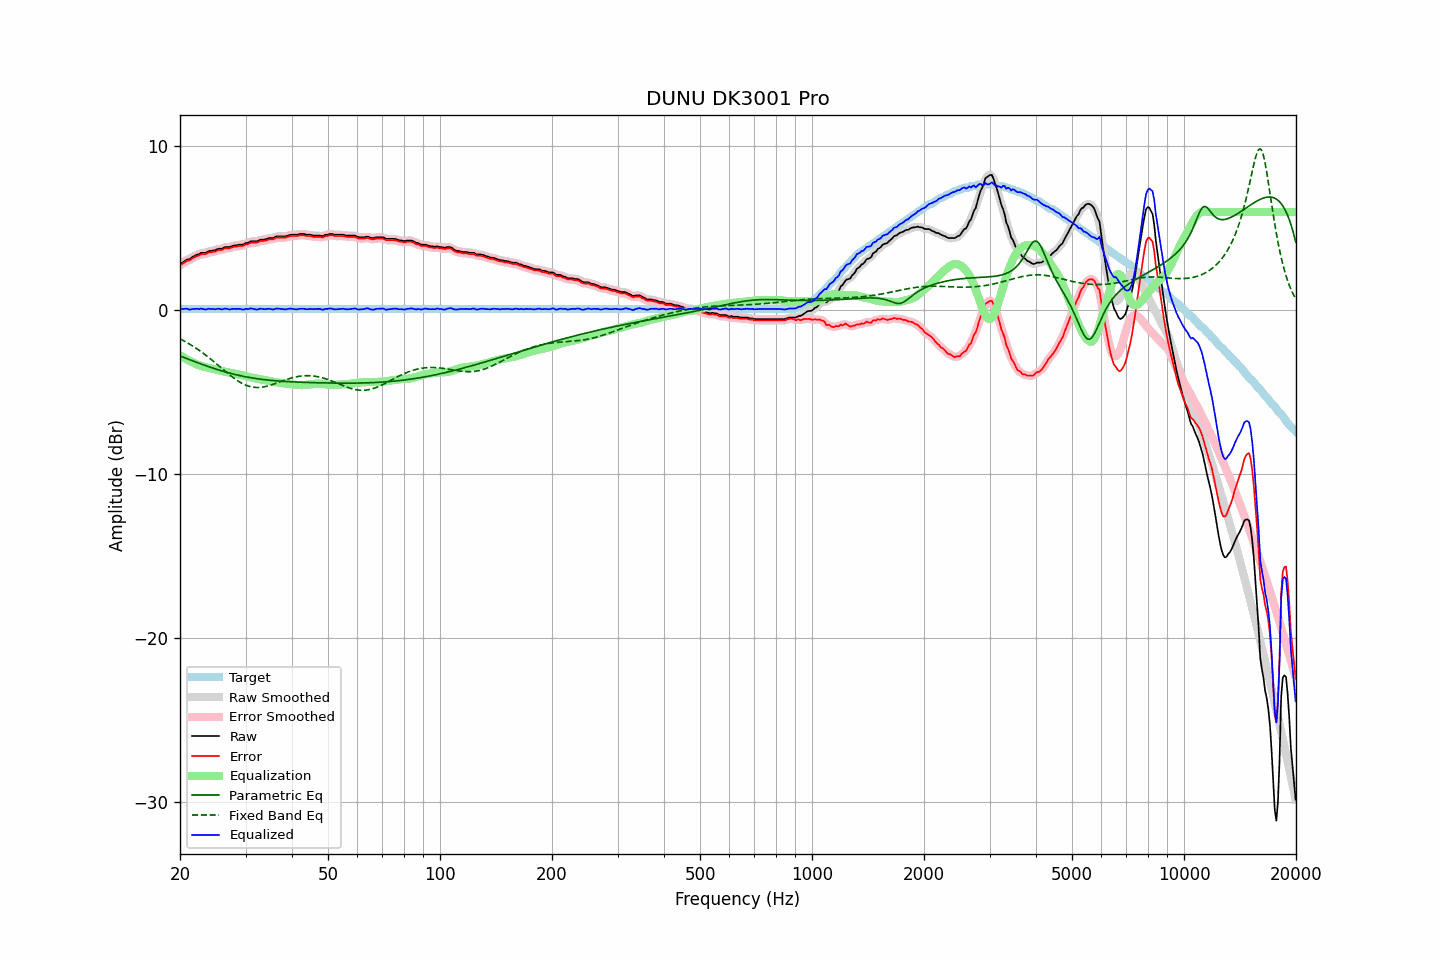 DUNU DK3001 Pro
Amplitude (dBr)
10
0
−10
−20
−30
Target
Raw Smoothed
Error Smoothed
Raw
Error
Equalization
Parametric Eq
Fixed Band Eq
Equalized
20 50 100 200 500 1000 2000 5000 10000 20000
Frequency (Hz)